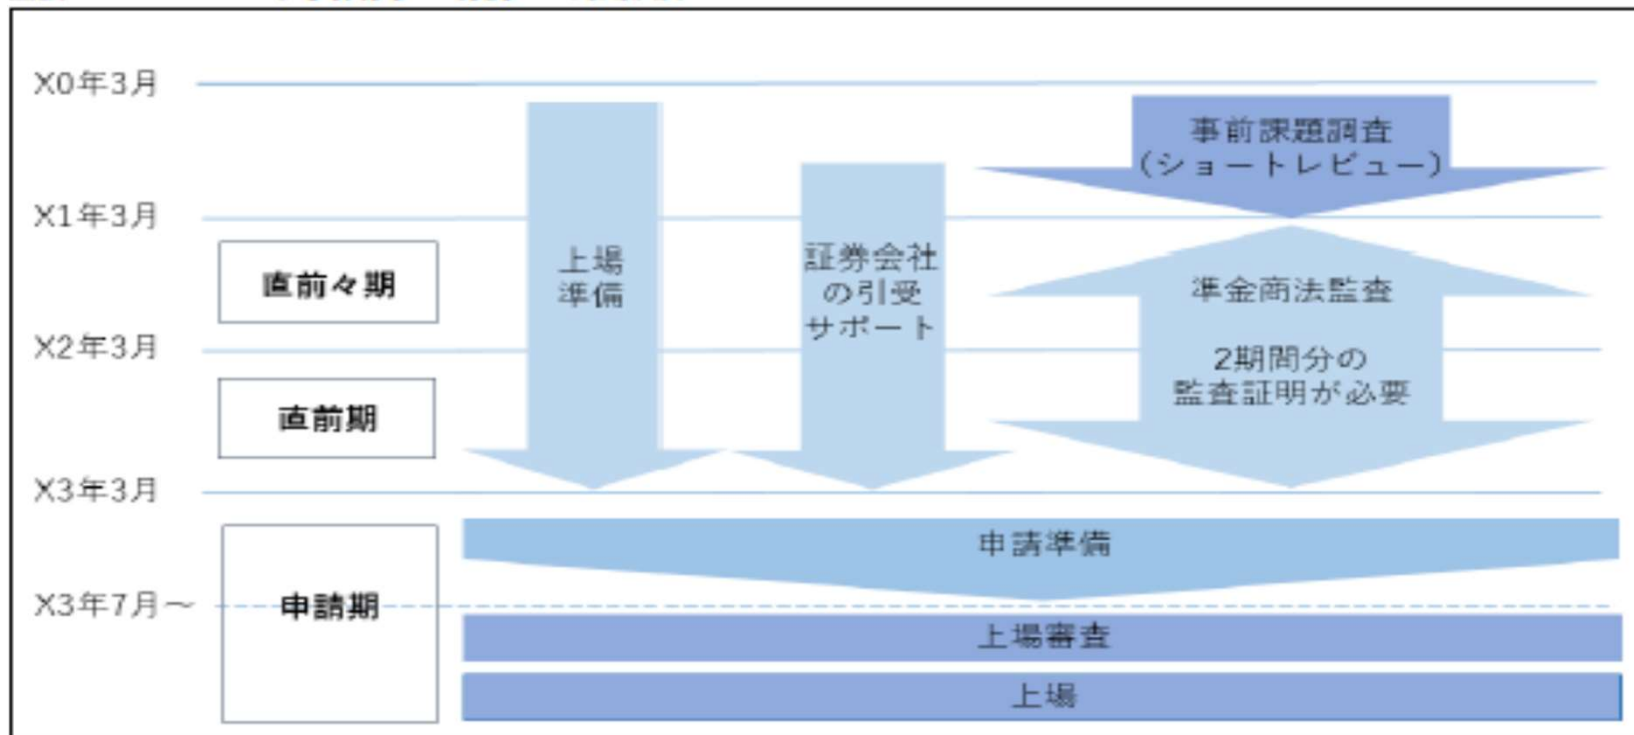 X0年3月
事前課題調査
(ショートレビュー)
X1年3月
直前々期
上場
準備
証券会社
の引受
サポート
準金商法監査
X2年3月
2期間分の
監査証明が必要
直前期
X3年3月
申請準備
X3年7月～
申請期
上場審査
上場